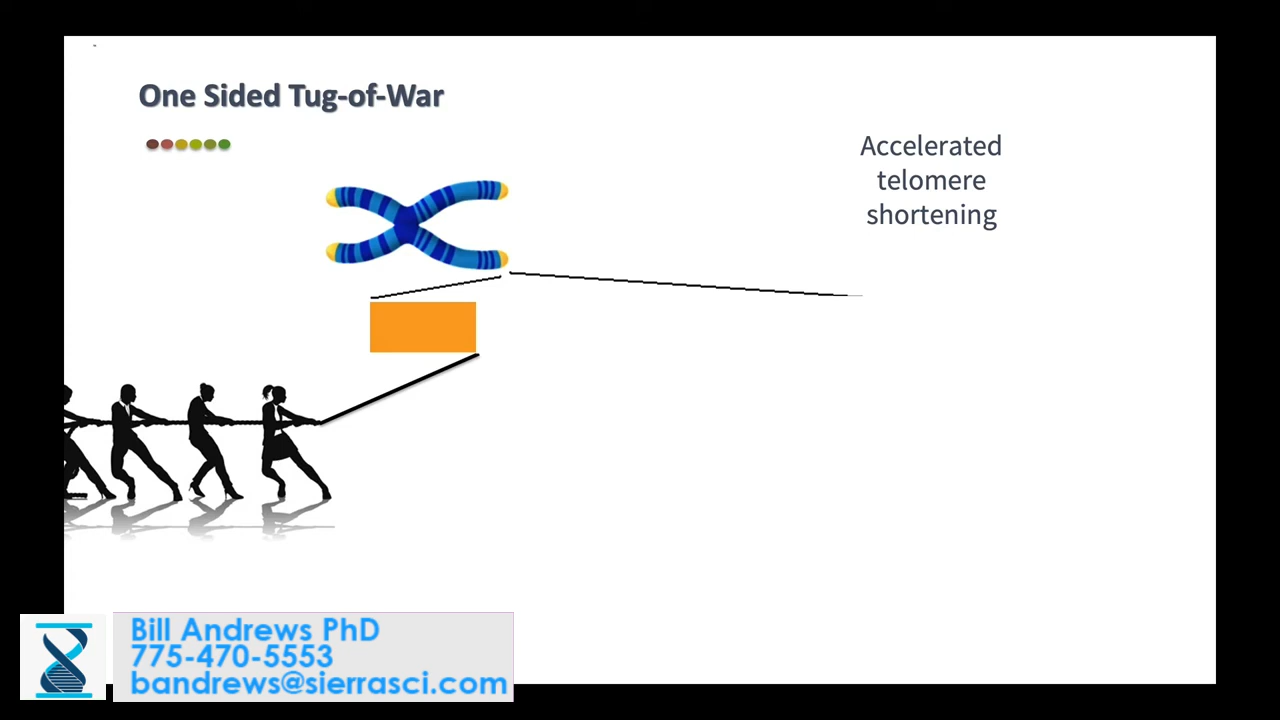 One Sided Tug-of-War
Accelerated
telomere
shortening
Bill Andrews PhD
775-470-5553
bandrews@sierrasci.com